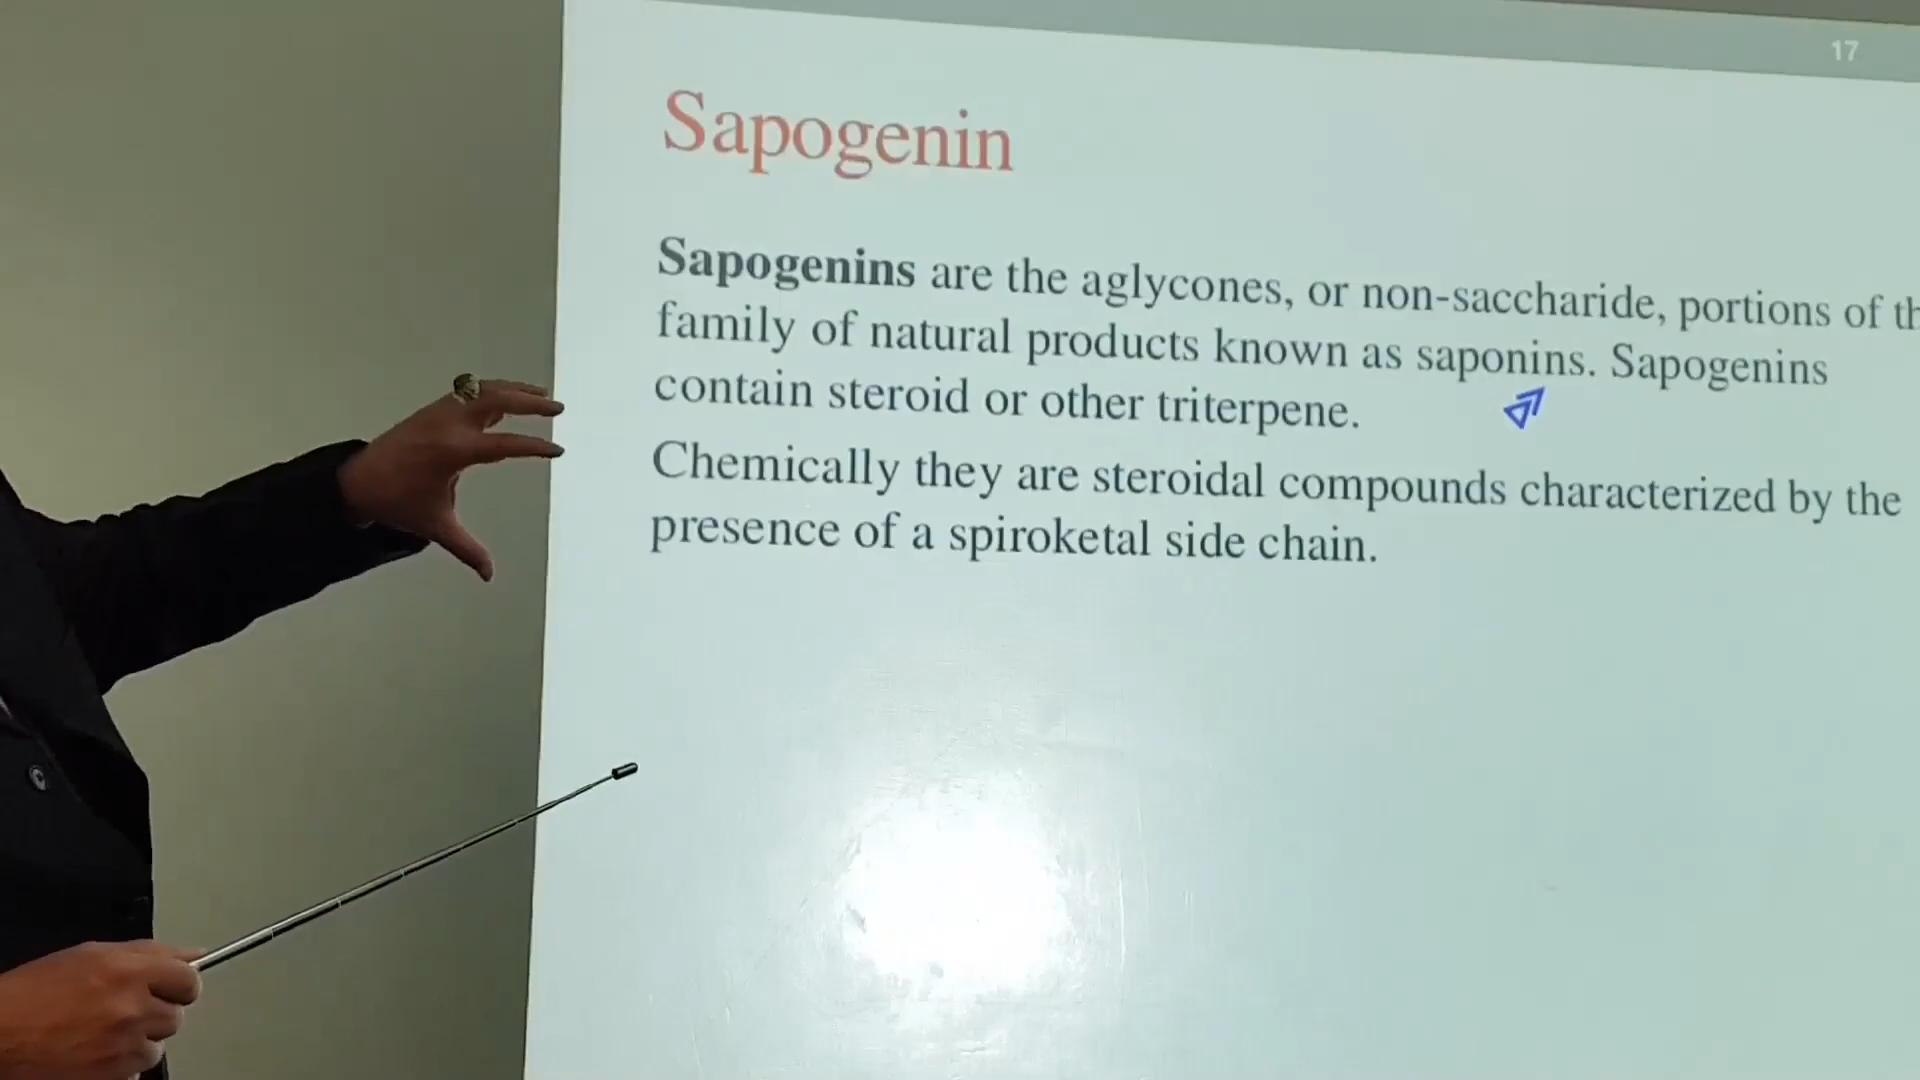 17
Sapogenin
Sapogenins are the aglycones, or non-saccharide, portions of th
family of natural products known as saponins. Sapogenins
contain steroid or other triterpene.
Chemically they are steroidal compounds characterized by the
presence of a spiroketal side chain.